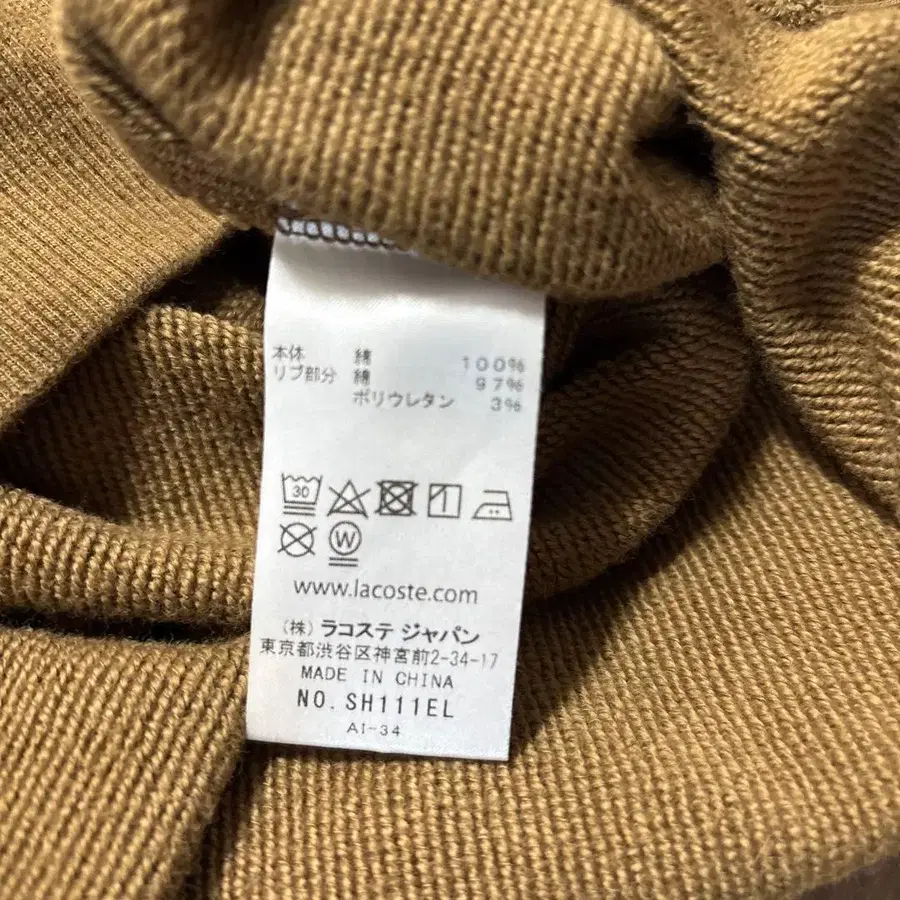 本体 綿 100%
リブ部分 綿 97%
ポリウレタン 3%
30
W
www.lacoste.com
(株) ラコステ ジャパン
東京都渋谷区神宮前2-34-17
MADE IN CHINA
NO. SH111EL
AI-34